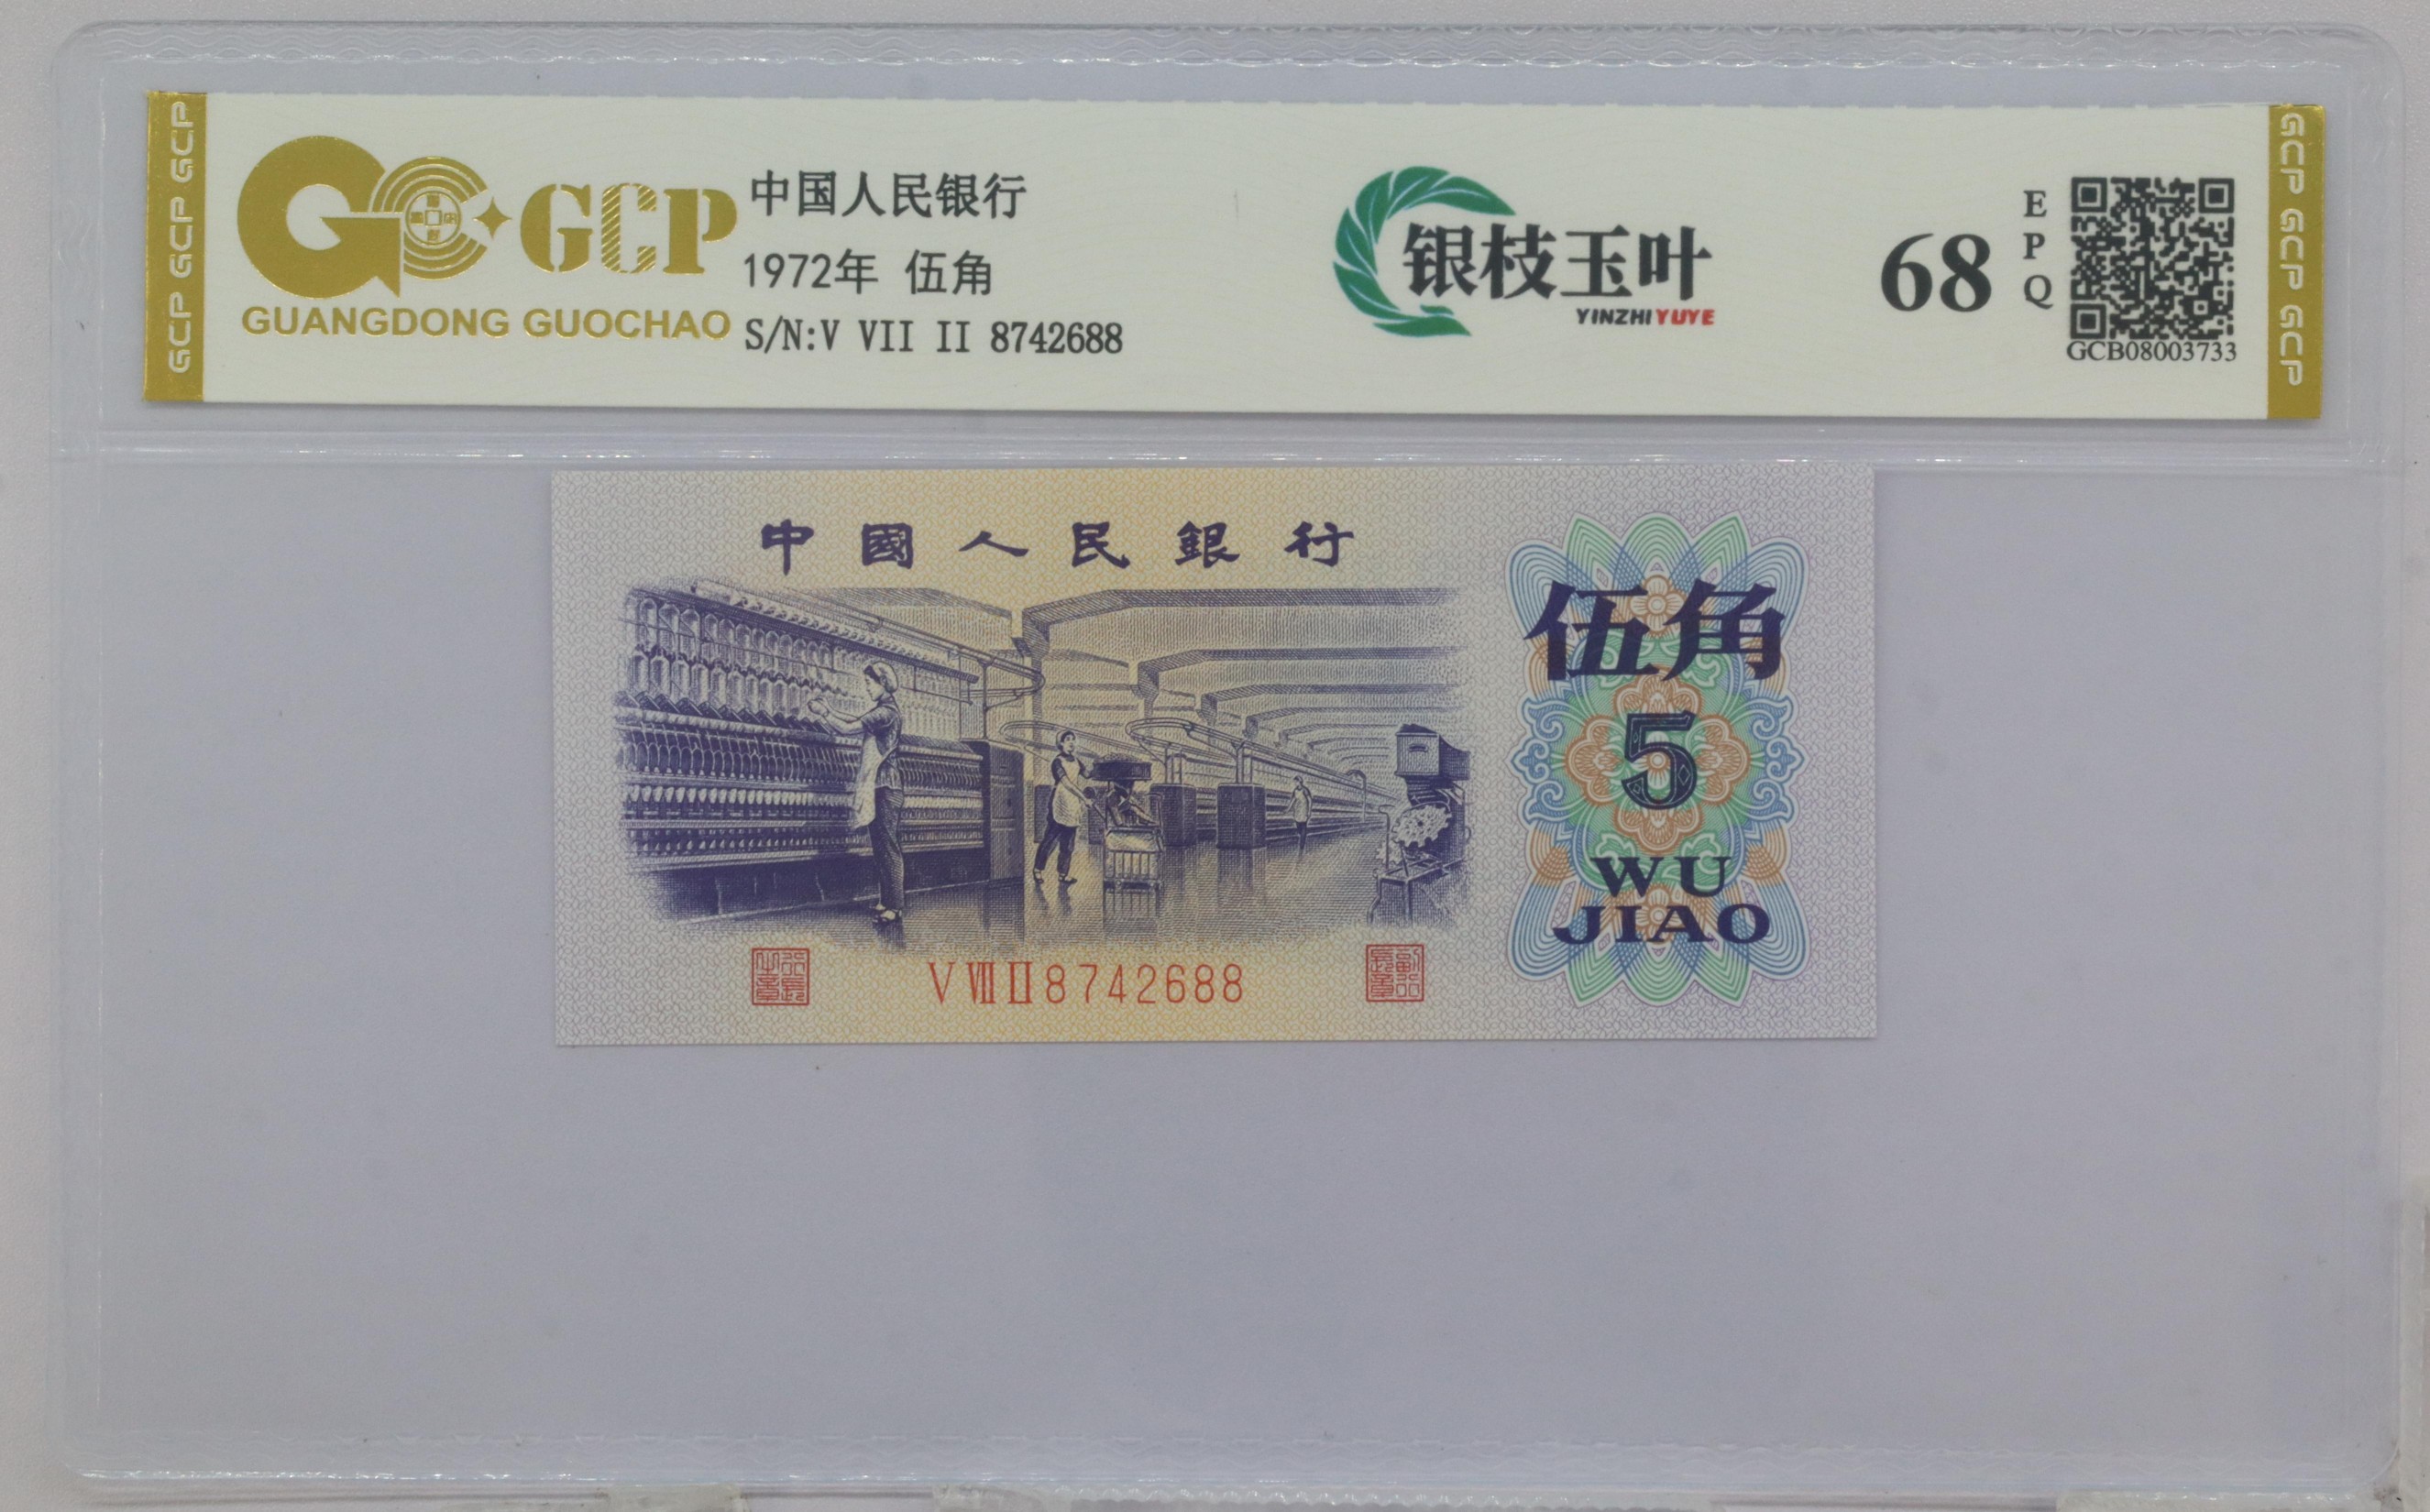 GCP GCP GCP
GCP
GUANGDONG GUOCHAO
中国人民银行
1972年 伍角
S/N:V VII II 8742688
银枝玉叶
YINZHIYUYE
68
EPQ
GCB08003733
GCP GCP GCP
中國人民銀行
伍角
5
WU
JIAO
V VII II 8742688